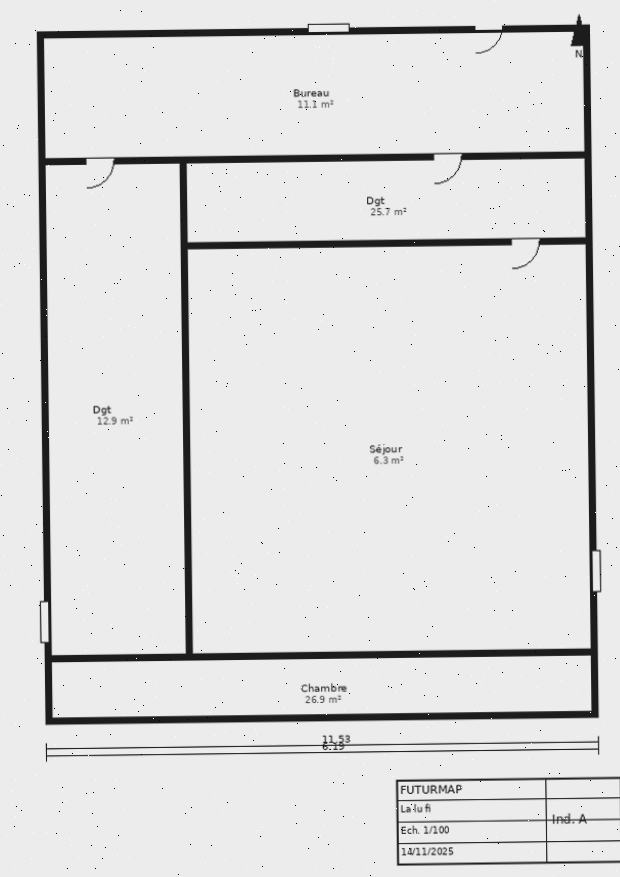 N
Bureau
11.1 m²
Dgt
25.7 m²
Dgt
12.9 m²
Séjour
6.3 m²
Chambre
26.9 m²
11.53
6.19
FUTURMAP
Ind. A
Ech. 1/100
14/11/2025